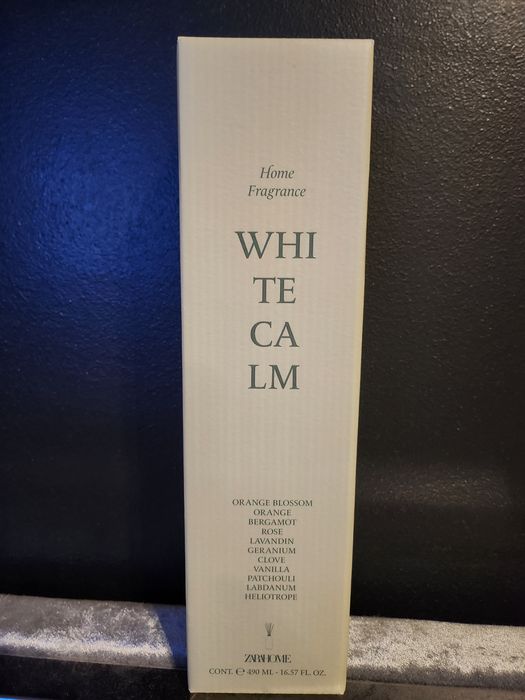 Home
Fragrance
WHI
TE
CA
LM
ORANGE BLOSSOM
ORANGE
BERGAMOT
ROSE
LAVANDIN
GERANIUM
CLOVE
VANILLA
PATCHOULI
LABDANUM
HELIOTROPE
ZARAHOME
CONT. ℮ 490 ML - 16.57 FL. OZ.